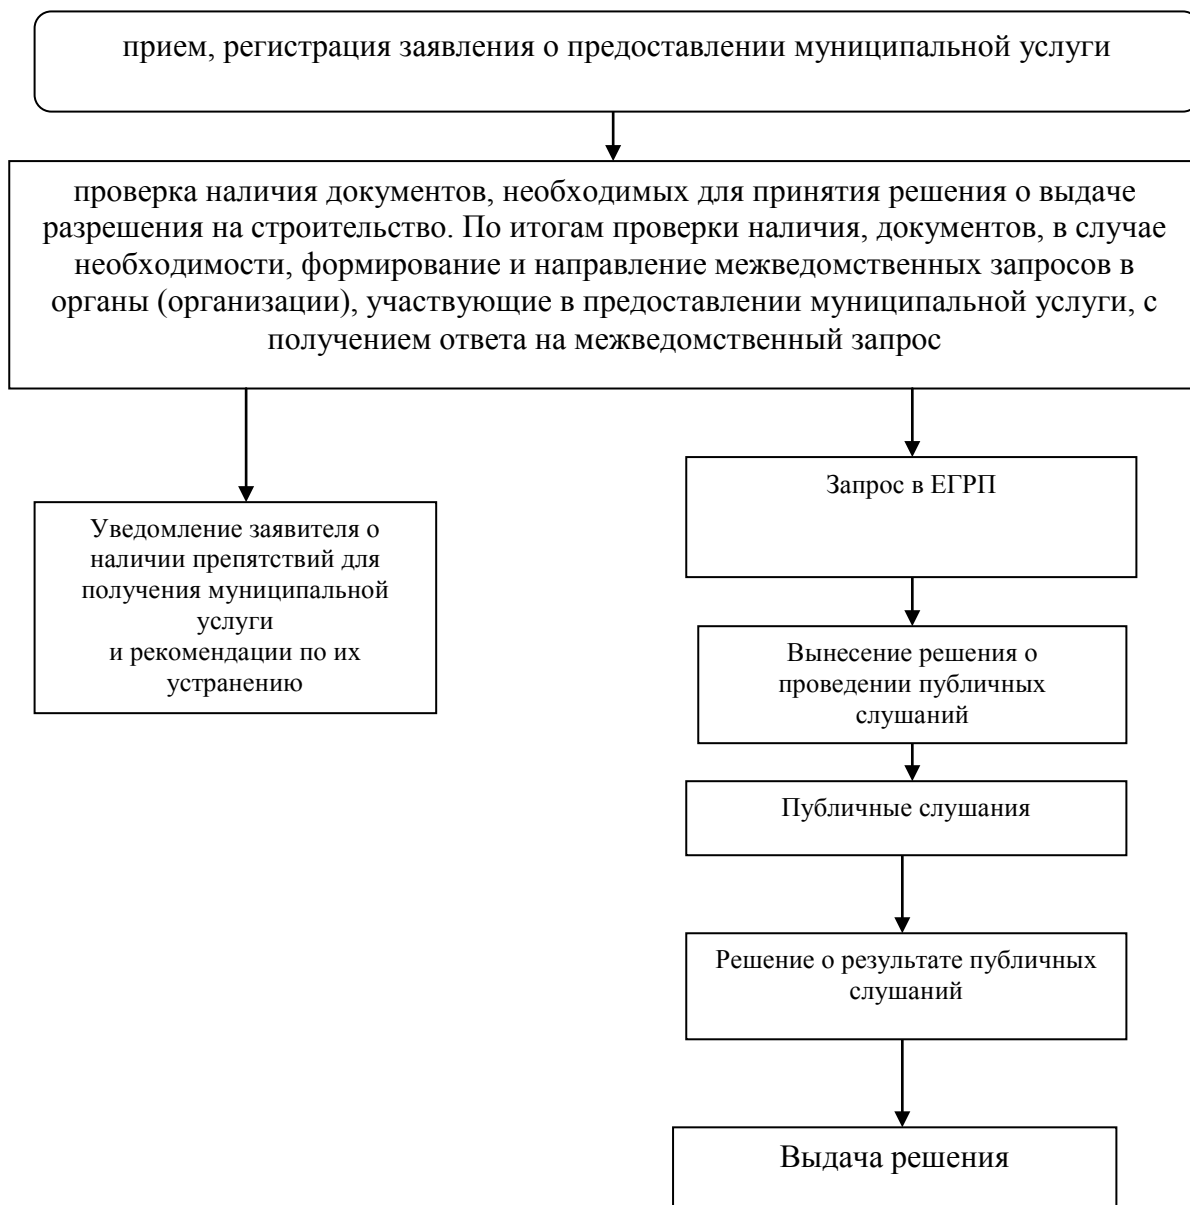 прием, регистрация заявления о предоставлении муниципальной услуги
проверка наличия документов, необходимых для принятия решения о выдаче
разрешения на строительство. По итогам проверки наличия, документов, в случае
необходимости, формирование и направление межведомственных запросов в
органы (организации), участвующие в предоставлении муниципальной услуги, с
получением ответа на межведомственный запрос
Уведомление заявителя о
наличии препятствий для
получения муниципальной
услуги
и рекомендации по их
устранению
Запрос в ЕГРП
Вынесение решения о
проведении публичных
слушаний
Публичные слушания
Решение о результате публичных
слушаний
Выдача решения